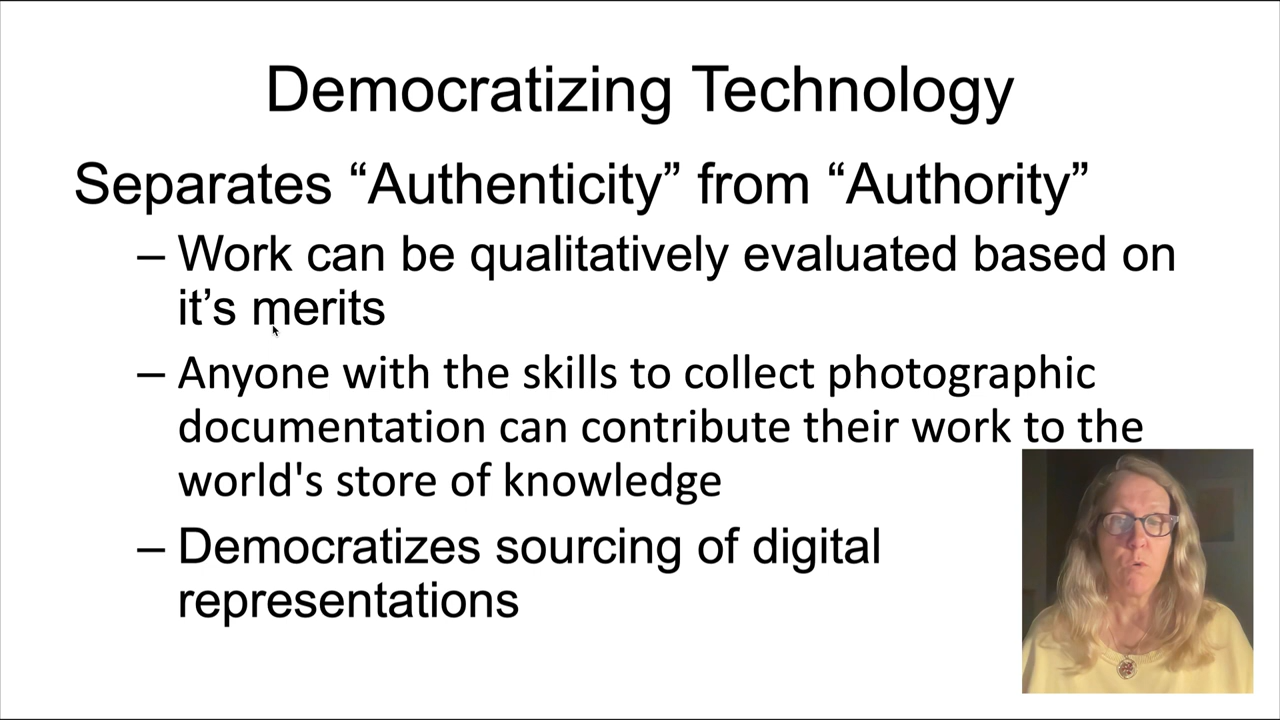 Democratizing Technology
Separates “Authenticity” from “Authority”
– Work can be qualitatively evaluated based on
it’s merits
– Anyone with the skills to collect photographic
documentation can contribute their work to the
world's store of knowledge
– Democratizes sourcing of digital
representations